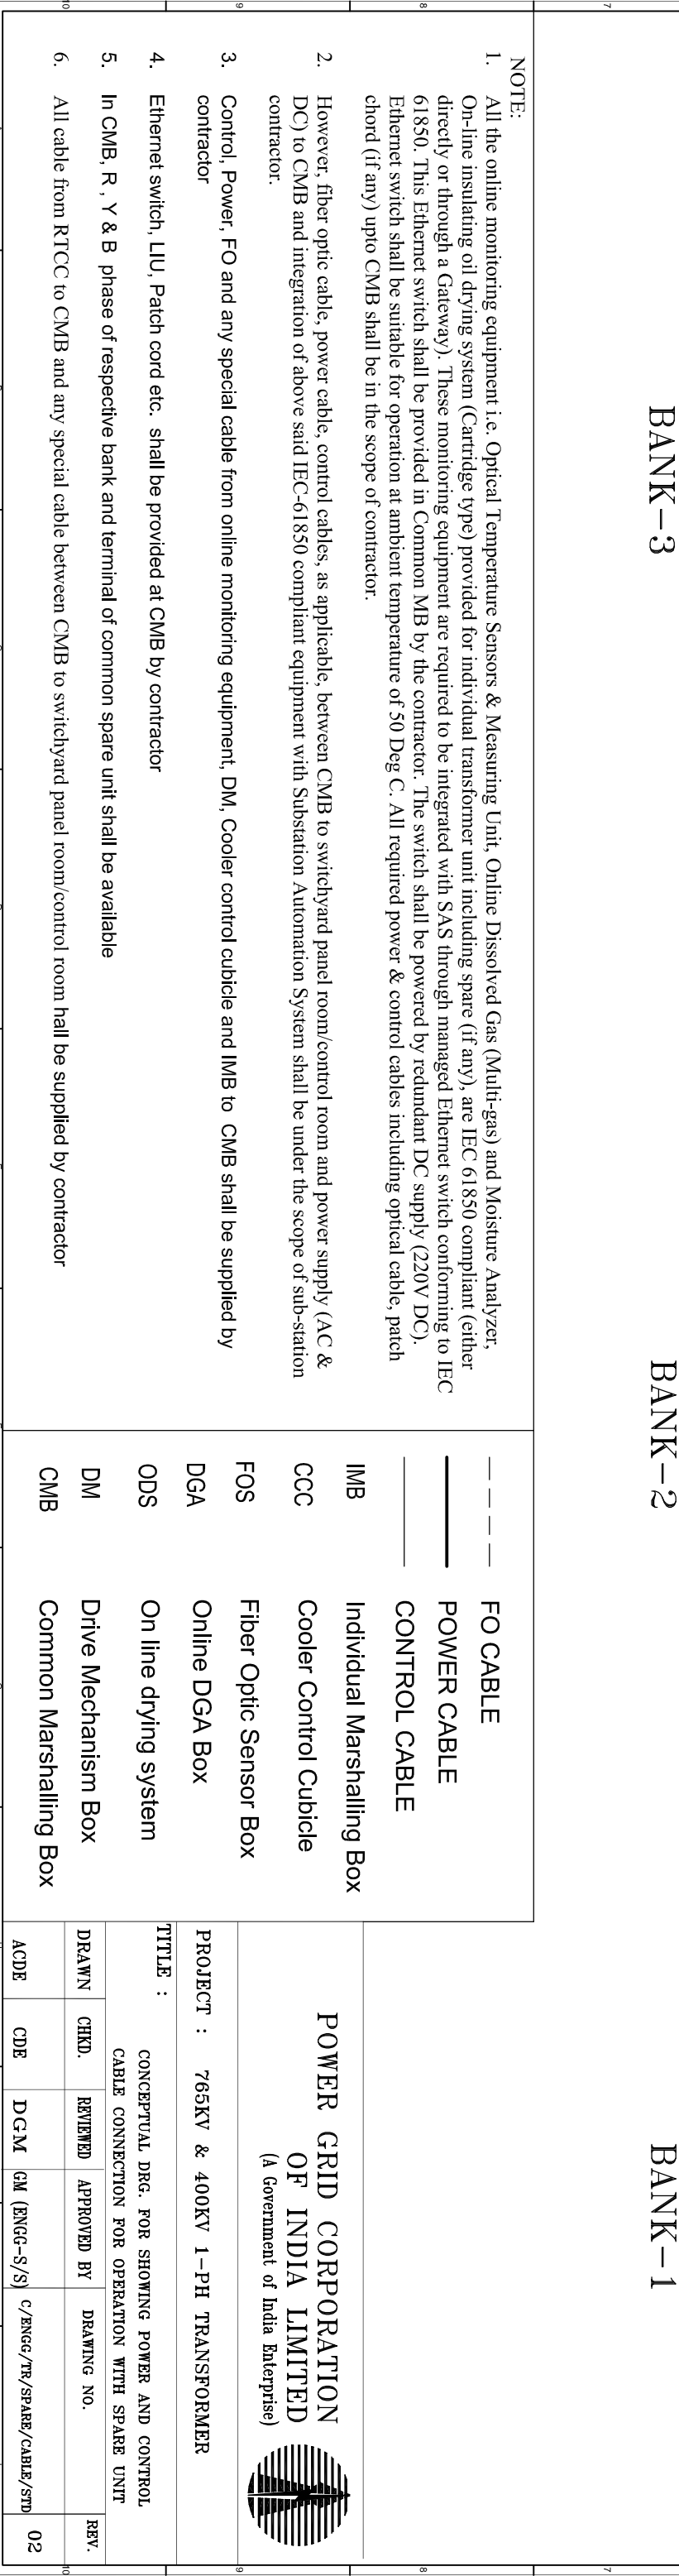 BANK-3
BANK-2
BANK-1
NOTE:
1. All the online monitoring equipment i.e. Optical Temperature Sensors & Measuring Unit, Online Dissolved Gas (Multi-gas) and Moisture Analyzer,
On-line insulating oil drying system (Cartridge type) provided for individual transformer unit including spare (if any), are IEC 61850 compliant (either
directly or through a Gateway). These monitoring equipment are required to be integrated with SAS through managed Ethernet switch conforming to IEC
61850. This Ethernet switch shall be provided in Common MB by the contractor. The switch shall be powered by redundant DC supply (220V DC).
Ethernet switch shall be suitable for operation at ambient temperature of 50 Deg C. All required power & control cables including optical cable, patch
chord (if any) upto CMB shall be in the scope of contractor.
2. However, fiber optic cable, power cable, control cables, as applicable, between CMB to switchyard panel room/control room and power supply (AC &
DC) to CMB and integration of above said IEC-61850 compliant equipment with Substation Automation System shall be under the scope of sub-station
contractor.
3. Control, Power, FO and any special cable from online monitoring equipment, DM, Cooler control cubicle and IMB to CMB shall be supplied by
contractor
4. Ethernet switch, LIU, Patch cord etc. shall be provided at CMB by contractor
5. In CMB, R , Y & B phase of respective bank and terminal of common spare unit shall be available
6. All cable from RTCC to CMB and any special cable between CMB to switchyard panel room/control room hall be supplied by contractor
FO CABLE
POWER CABLE
CONTROL CABLE
IMB Individual Marshalling Box
CCC Cooler Control Cubicle
FOS Fiber Optic Sensor Box
DGA Online DGA Box
ODS On line drying system
DM Drive Mechanism Box
CMB Common Marshalling Box
POWER GRID CORPORATION
OF INDIA LIMITED
(A Government of India Enterprise)
PROJECT : 765KV & 400KV 1-PH TRANSFORMER
TITLE :
CONCEPTUAL DRG. FOR SHOWING POWER AND CONTROL
CABLE CONNECTION FOR OPERATION WITH SPARE UNIT
DRAWN CHKD. REVIEWED APPROVED BY DRAWING NO. REV.
ACDE CDE DGM GM (ENGG-S/S) C/ENGG/TR/SPARE/CABLE/STD 02
7
8
9
10
7
8
9
10